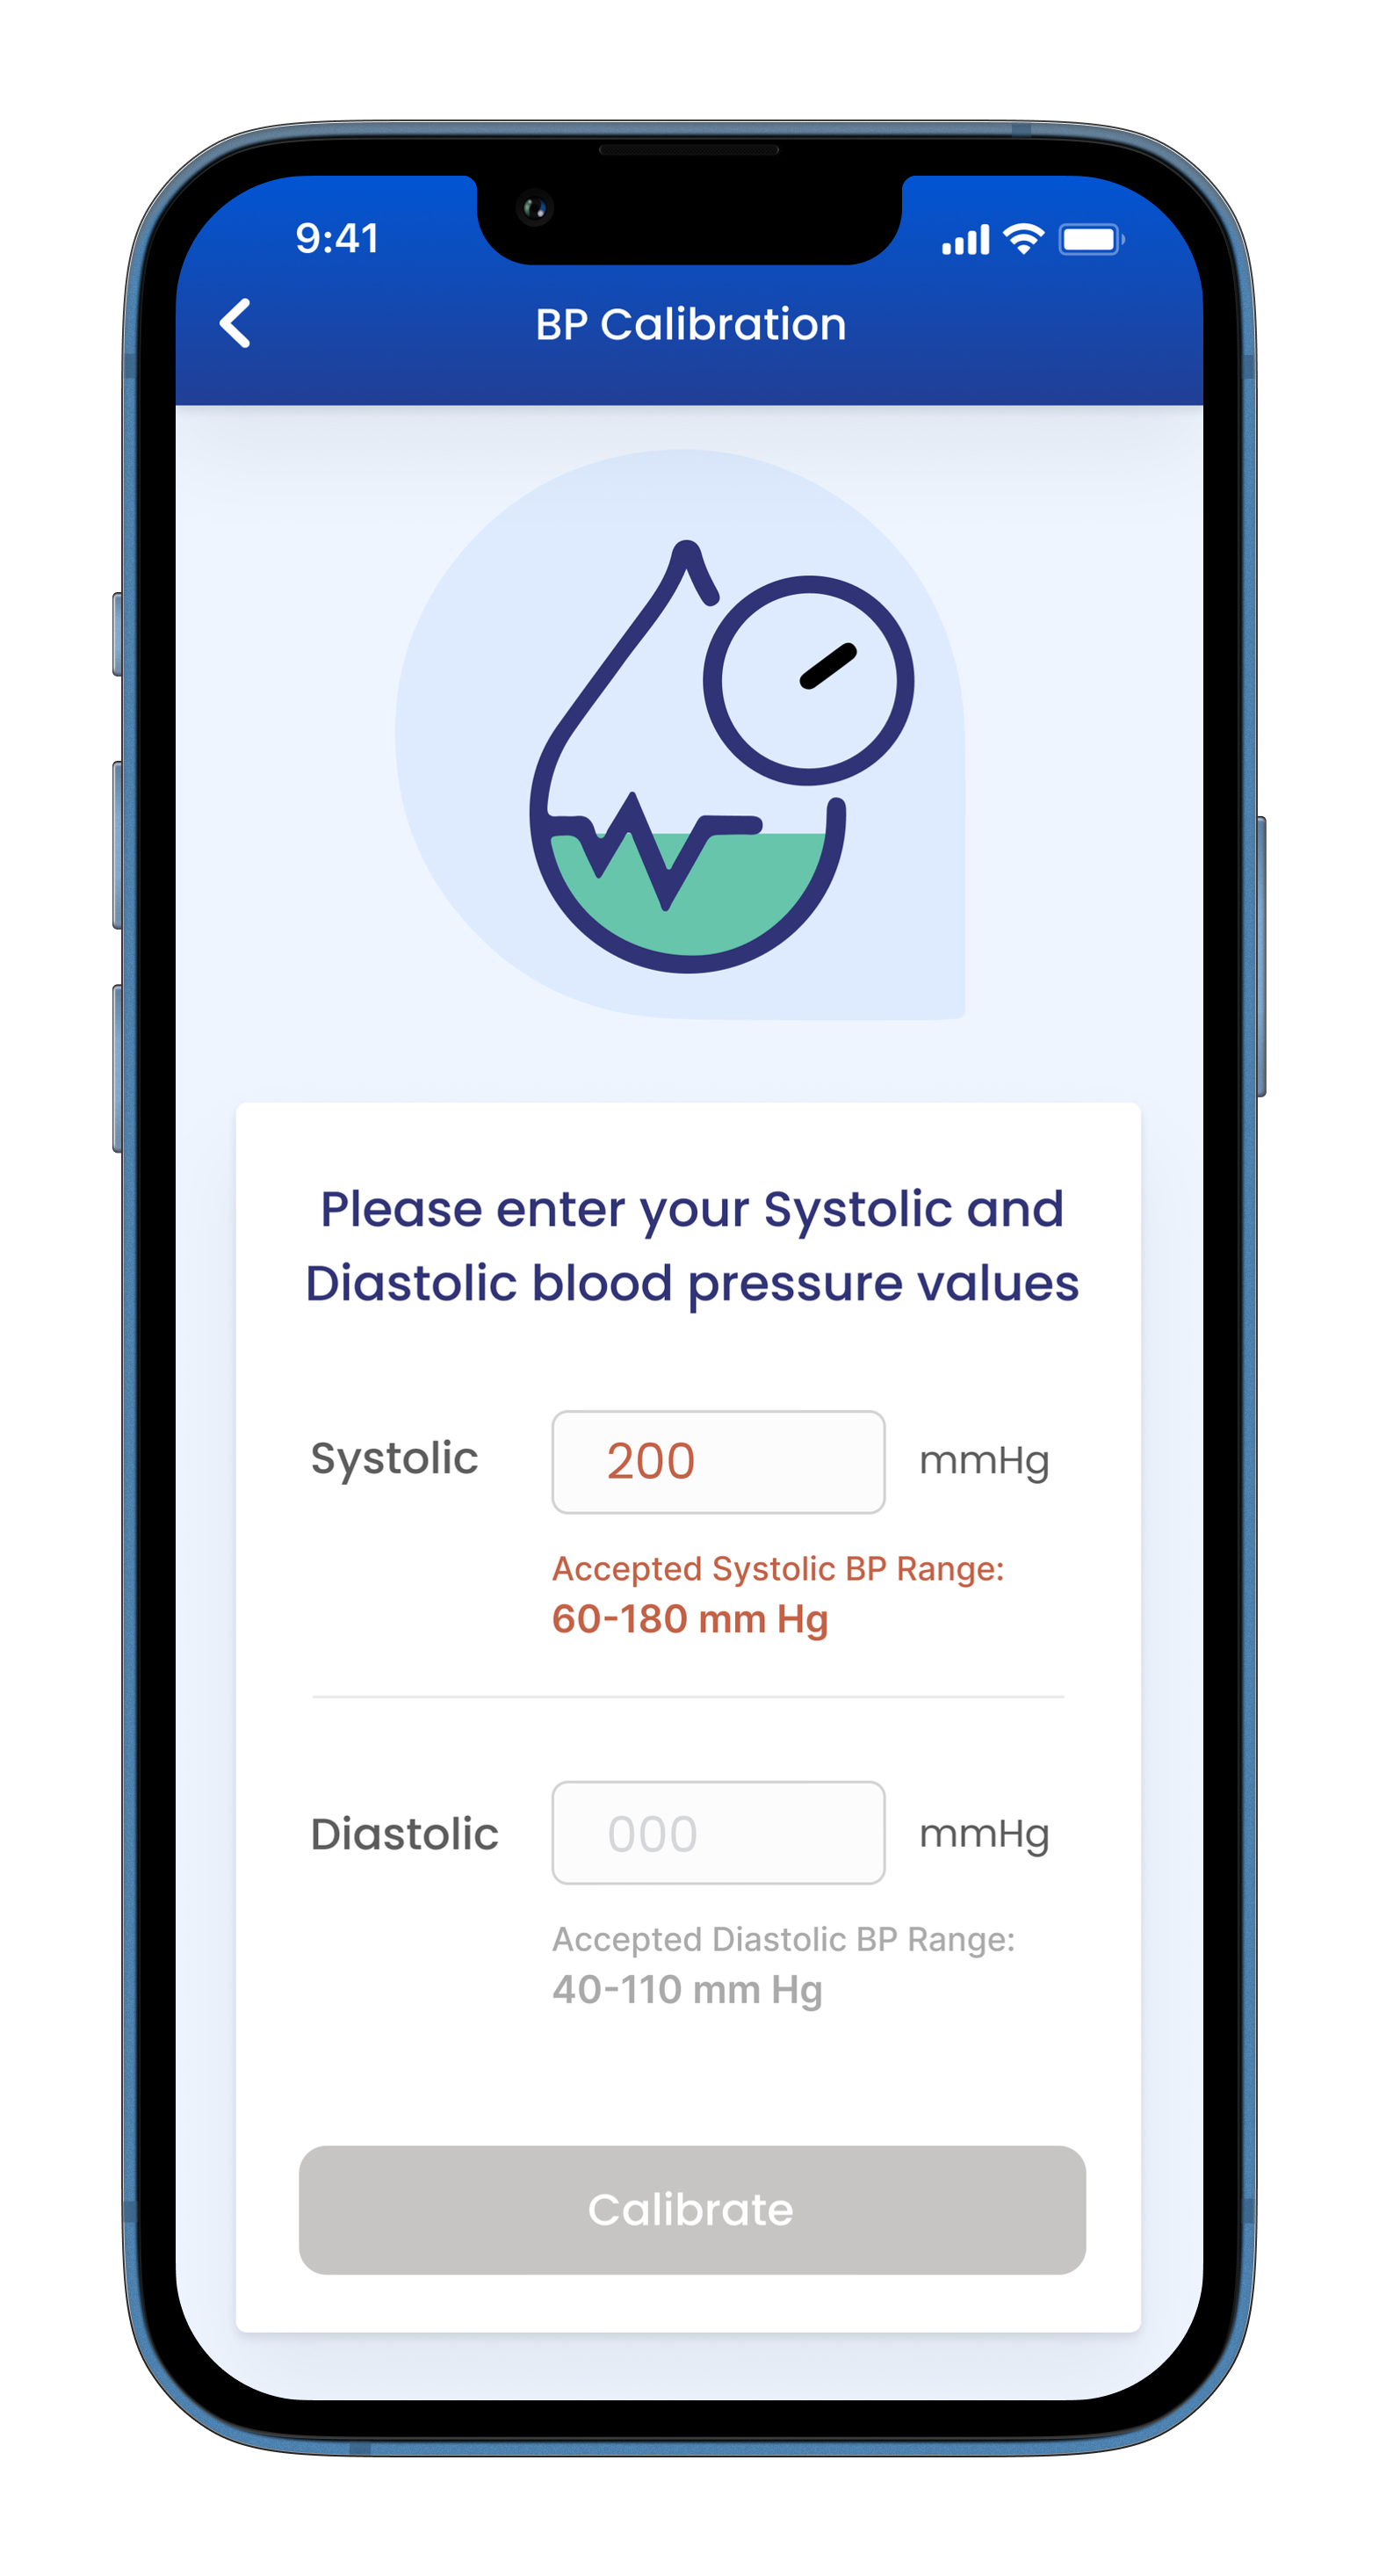 9:41
BP Calibration
Please enter your Systolic and
Diastolic blood pressure values
Systolic 200 mmHg
Accepted Systolic BP Range:
60-180 mm Hg
Diastolic 000 mmHg
Accepted Diastolic BP Range:
40-110 mm Hg
Calibrate